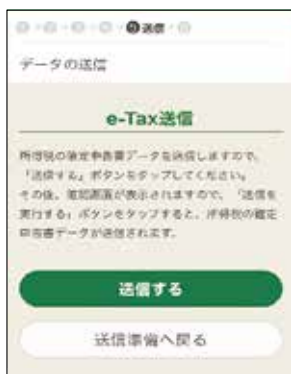 ❺送信
データの送信
e-Tax送信
所得税の確定申告書データを送信しますので、
「送信する」ボタンをタップしてください。
その後、確認画面が表示されますので、「送信を
実行する」ボタンをタップすると、所得税の確定
申告書データが送信されます。
送信する
送信準備へ戻る